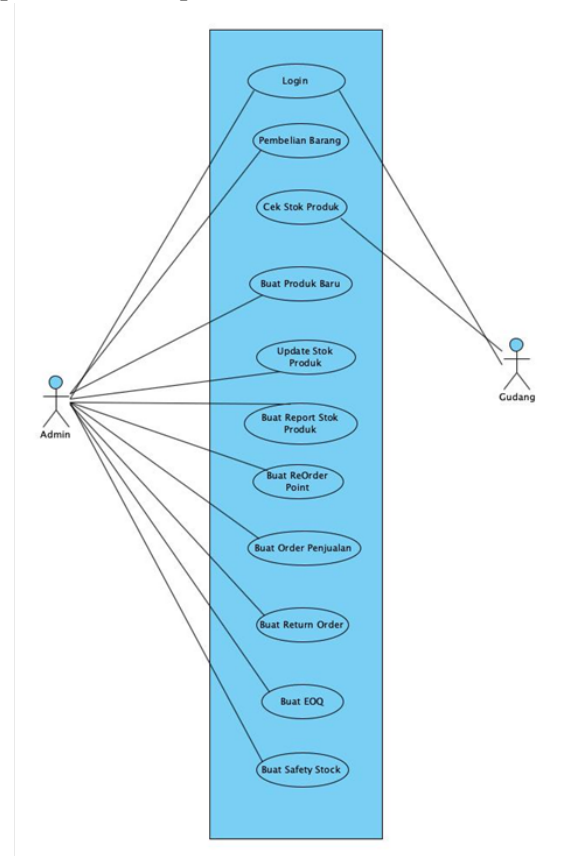 Login
Pembelian Barang
Cek Stok Produk
Buat Produk Baru
Update Stok
Produk
Gudang
Admin
Buat Report Stok
Produk
Buat ReOrder
Point
Buat Order Penjualan
Buat Return Order
Buat EOQ
Buat Safety Stock